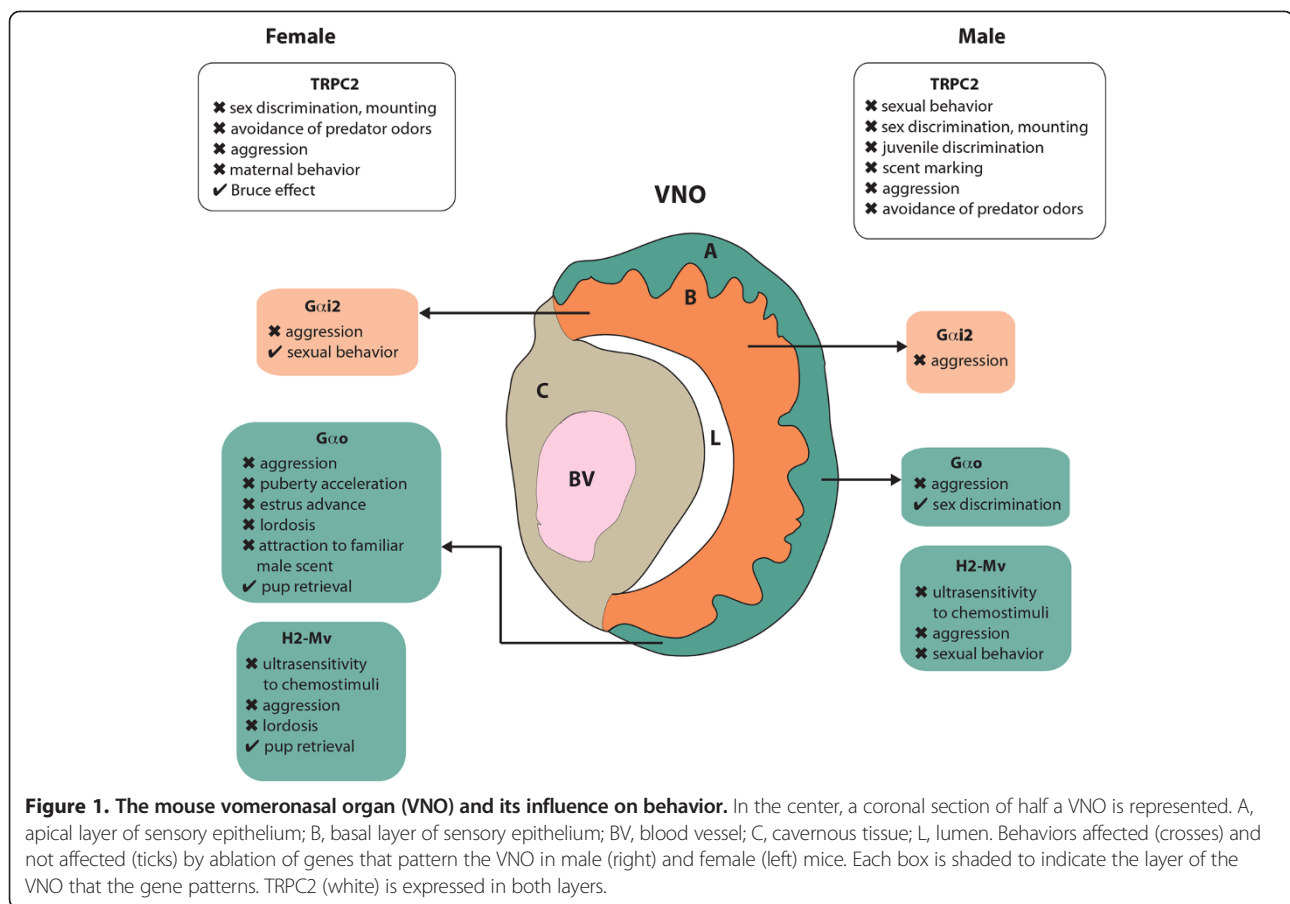 Female
Male
TRPC2
✖ sex discrimination, mounting
✖ avoidance of predator odors
✖ aggression
✖ maternal behavior
✔ Bruce effect
TRPC2
✖ sexual behavior
✖ sex discrimination, mounting
✖ juvenile discrimination
✖ scent marking
✖ aggression
✖ avoidance of predator odors
VNO
A
B
C
L
BV
Gαi2
✖ aggression
✔ sexual behavior
Gαi2
✖ aggression
Gαo
✖ aggression
✖ puberty acceleration
✖ estrus advance
✖ lordosis
✖ attraction to familiar
male scent
✔ pup retrieval
Gαo
✖ aggression
✔ sex discrimination
H2-Mv
✖ ultrasensitivity
to chemostimuli
✖ aggression
✖ lordosis
✔ pup retrieval
H2-Mv
✖ ultrasensitivity
to chemostimuli
✖ aggression
✖ sexual behavior
Figure 1. The mouse vomeronasal organ (VNO) and its influence on behavior. In the center, a coronal section of half a VNO is represented. A,
apical layer of sensory epithelium; B, basal layer of sensory epithelium; BV, blood vessel; C, cavernous tissue; L, lumen. Behaviors affected (crosses) and
not affected (ticks) by ablation of genes that pattern the VNO in male (right) and female (left) mice. Each box is shaded to indicate the layer of the
VNO that the gene patterns. TRPC2 (white) is expressed in both layers.